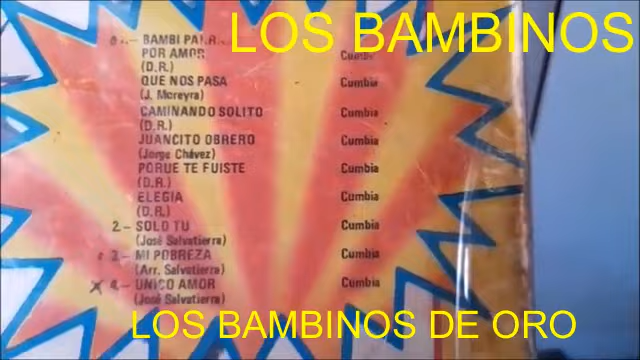 LOS BAMBINOS
.- BAMBI
POR AMOR Cumbia
(D.R.)
QUE NOS PASA Cumbia
(J. Moreyra)
CAMINANDO SOLITO Cumbia
(D.R.)
JUANCITO OBRERO Cumbia
(Jorge Chávez)
PORUE TE FUISTE Cumbia
(D.R.)
ELEGIA Cumbia
(D.R.)
2.- SOLO TU Cumbia
(José Salvatierra)
3.- MI POBREZA Cumbia
(Arr. Salvatierra)
4.- UNICO AMOR Cumbia
(José Salvatierra)
LOS BAMBINOS DE ORO